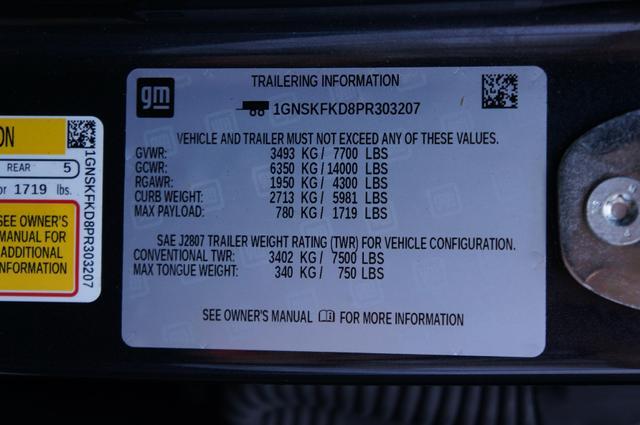 gm
TRAILERING INFORMATION
1GNSKFKD8PR303207
VEHICLE AND TRAILER MUST NOT EXCEED ANY OF THESE VALUES.
GVWR: 3493 KG / 7700 LBS
GCWR: 6350 KG / 14000 LBS
RGAWR: 1950 KG / 4300 LBS
CURB WEIGHT: 2713 KG / 5981 LBS
MAX PAYLOAD: 780 KG / 1719 LBS
SAE J2807 TRAILER WEIGHT RATING (TWR) FOR VEHICLE CONFIGURATION.
CONVENTIONAL TWR: 3402 KG / 7500 LBS
MAX TONGUE WEIGHT: 340 KG / 750 LBS
SEE OWNER'S MANUAL FOR MORE INFORMATION
ON
REAR 5
or 1719 lbs.
SEE OWNER'S
MANUAL FOR
ADDITIONAL
INFORMATION
1GNSKFKD8PR303207